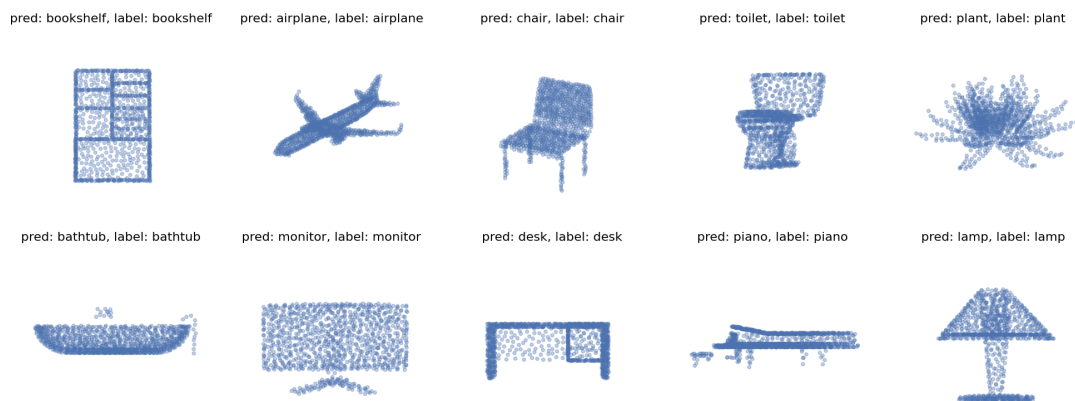 pred: bookshelf, label: bookshelf
pred: airplane, label: airplane
pred: chair, label: chair
pred: toilet, label: toilet
pred: plant, label: plant
pred: bathtub, label: bathtub
pred: monitor, label: monitor
pred: desk, label: desk
pred: piano, label: piano
pred: lamp, label: lamp